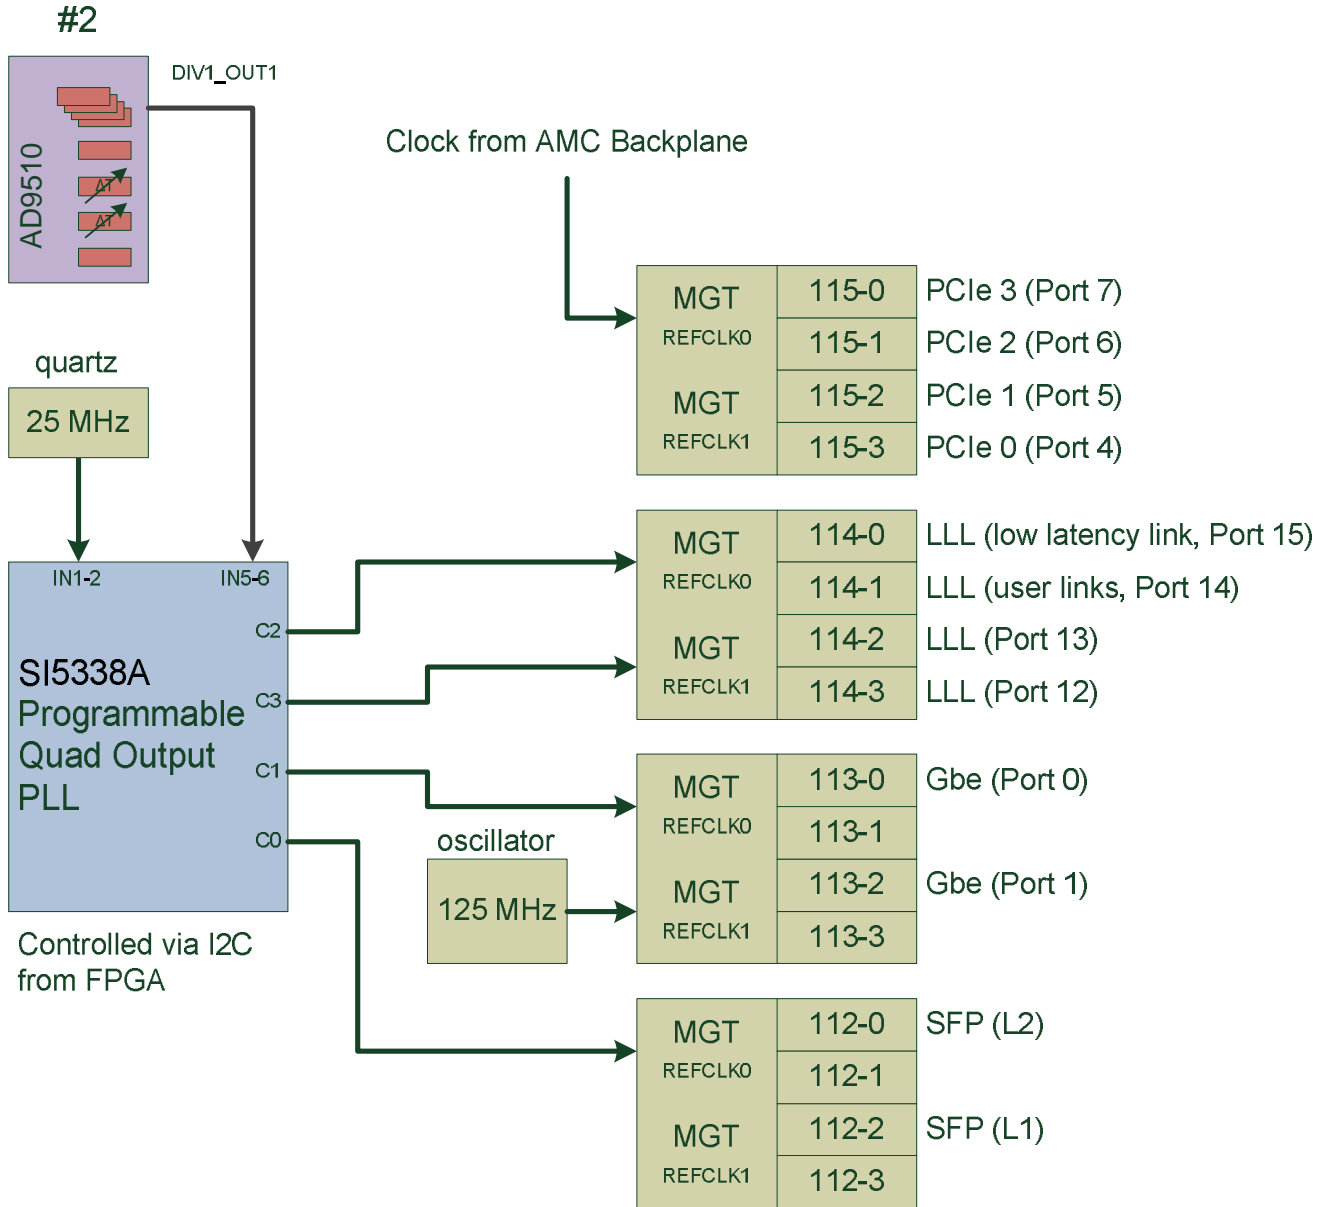 #2
DIV1_OUT1
AD9510
ΔT
ΔT
Clock from AMC Backplane
quartz
25 MHz
IN1-2
IN5-6
C2
C3
C1
C0
SI5338A
Programmable
Quad Output
PLL
Controlled via I2C
from FPGA
oscillator
125 MHz
MGT
REFCLK0
MGT
REFCLK1
115-0
PCIe 3 (Port 7)
115-1
PCIe 2 (Port 6)
115-2
PCIe 1 (Port 5)
115-3
PCIe 0 (Port 4)
MGT
REFCLK0
MGT
REFCLK1
114-0
LLL (low latency link, Port 15)
114-1
LLL (user links, Port 14)
114-2
LLL (Port 13)
114-3
LLL (Port 12)
MGT
REFCLK0
MGT
REFCLK1
113-0
Gbe (Port 0)
113-1
113-2
Gbe (Port 1)
113-3
MGT
REFCLK0
MGT
REFCLK1
112-0
SFP (L2)
112-1
112-2
SFP (L1)
112-3